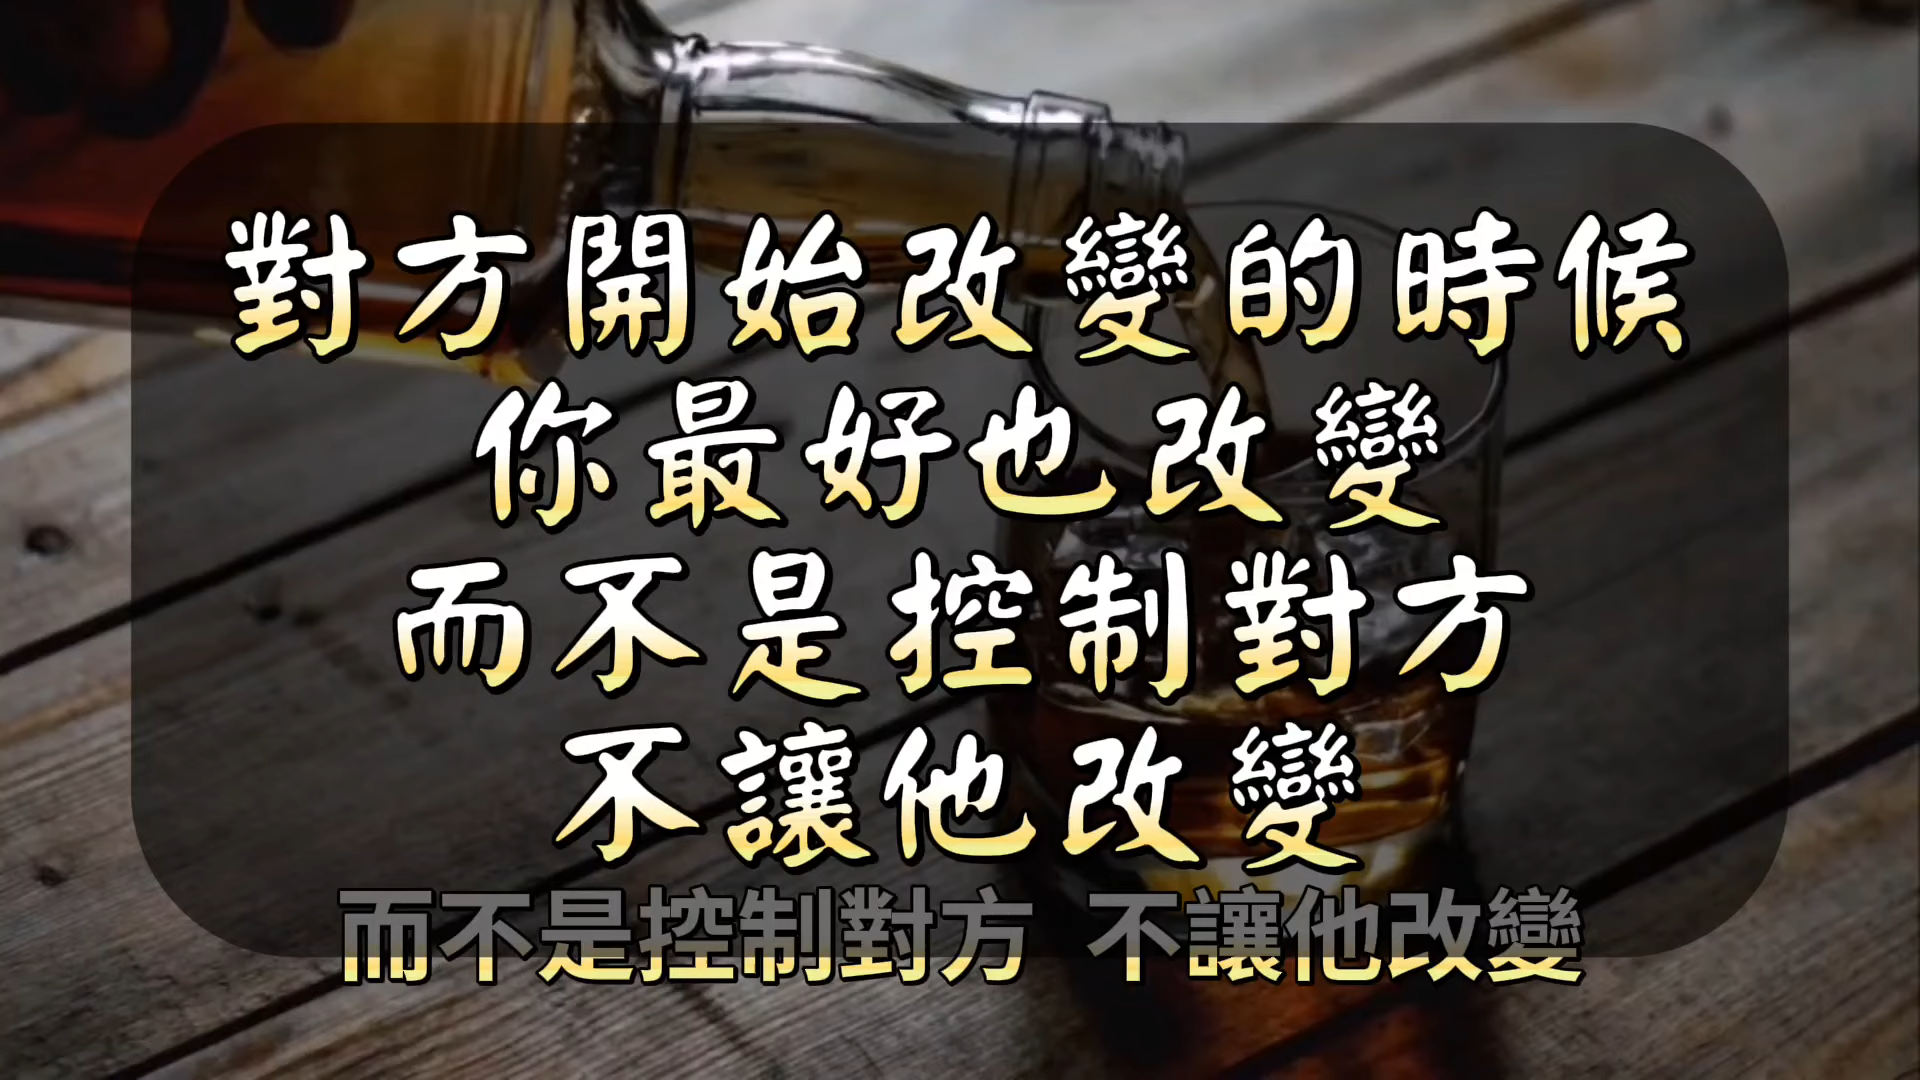 對方開始改變的時候
你最好也改變
而不是控制對方
不讓他改變
而不是控制對方 不讓他改變